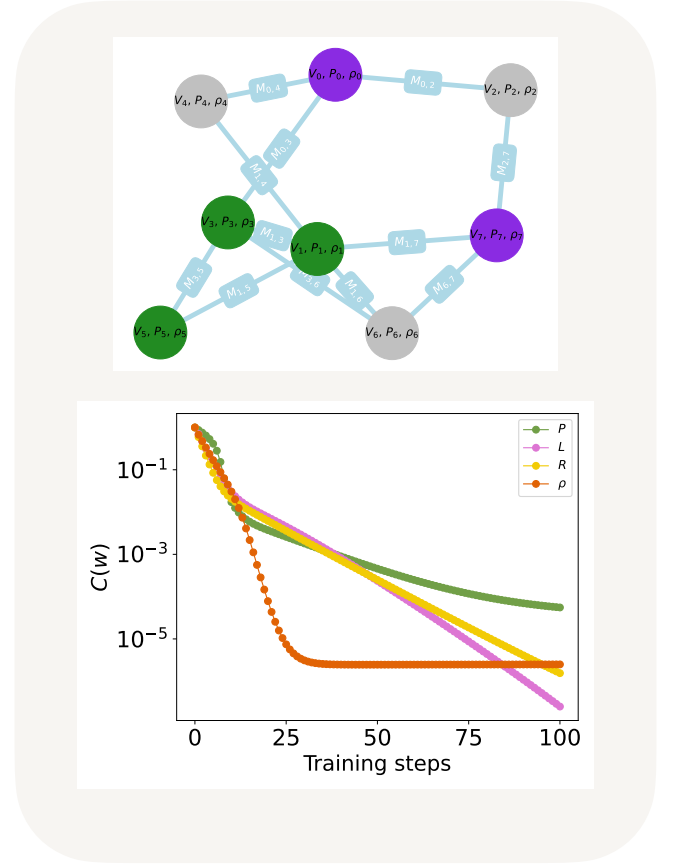 V₀, P₀, ρ₀
M₀,₄
M₀,₂
V₄, P₄, ρ₄
V₂, P₂, ρ₂
M₀,₃
M₂,₇
M₁,₄
V₃, P₃, ρ₃
M₁,₃
V₁, P₁, ρ₁
M₁,₇
V₇, P₇, ρ₇
M₃,₅
M₁,₅
M₃,₆
M₁,₆
M₆,₇
V₅, P₅, ρ₅
V₆, P₆, ρ₆
P
L
R
ρ
10⁻¹
10⁻³
10⁻⁵
C(w)
0 25 50 75 100
Training steps